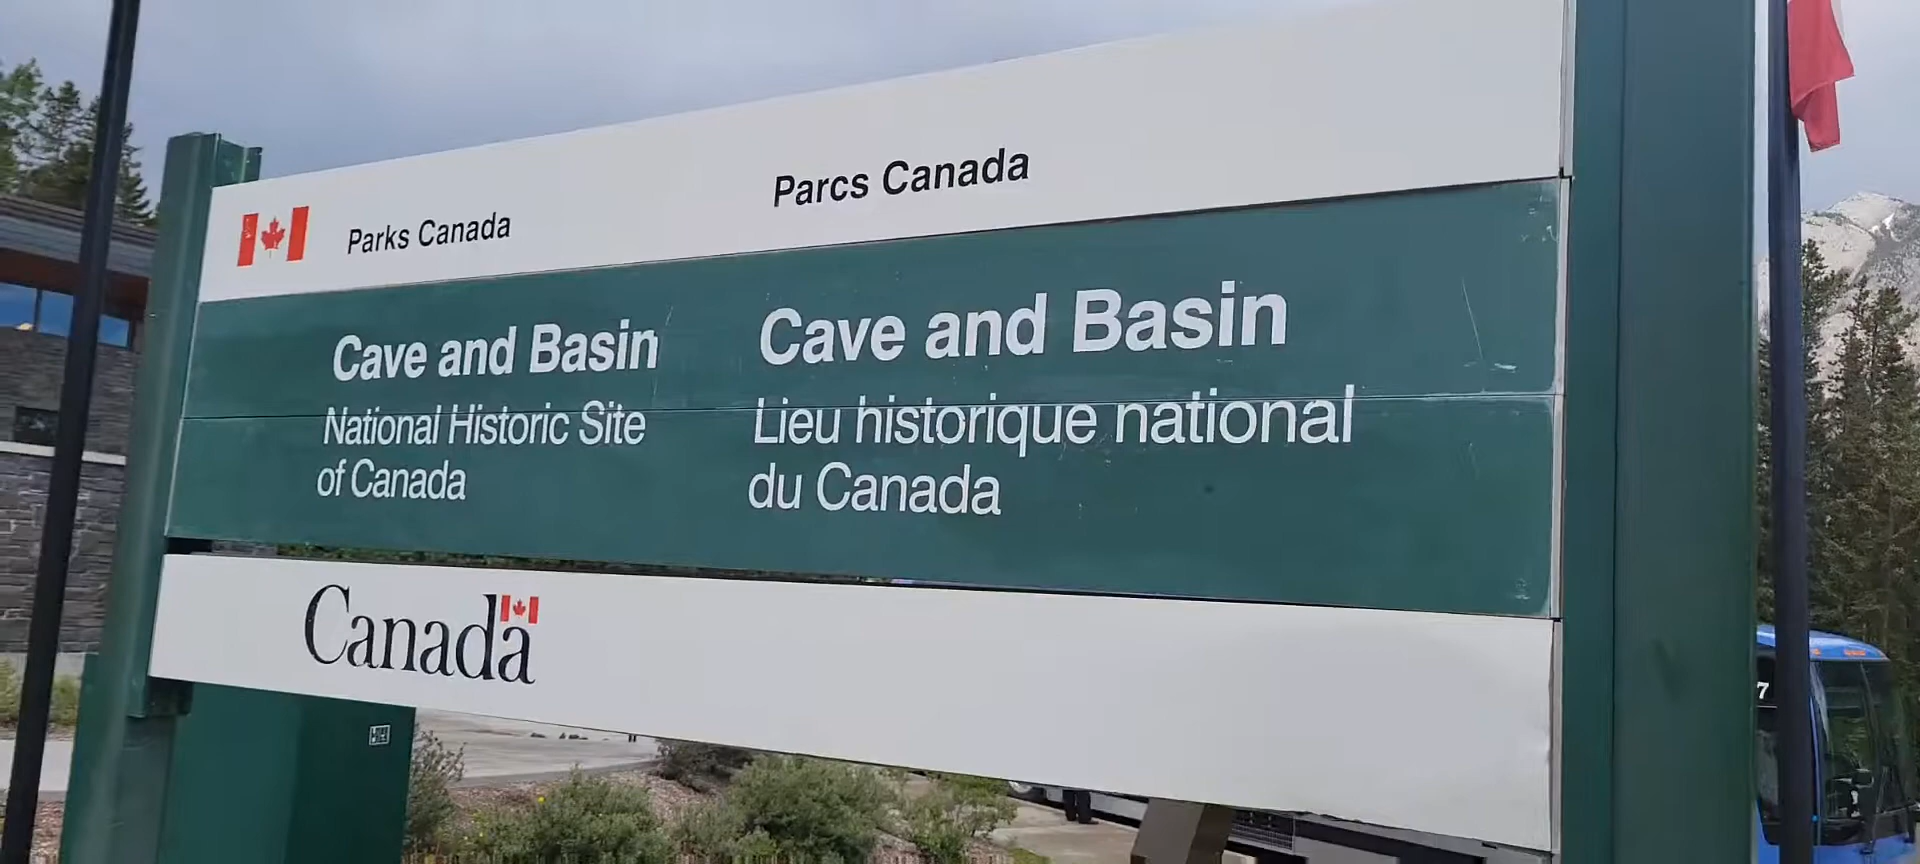 Parks Canada
Parcs Canada
Cave and Basin
National Historic Site
of Canada
Cave and Basin
Lieu historique national
du Canada
Canada
7